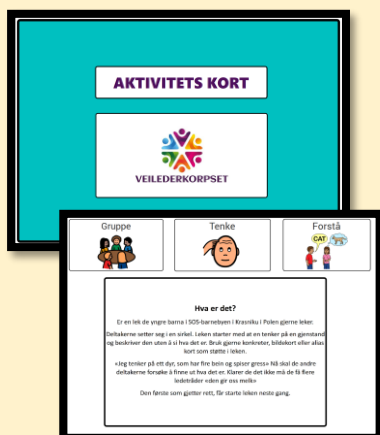 AKTIVITETS KORT
VEILEDERKORPSET
Gruppe
Tenke
Forstå
CAT
Hva er det?
Er en lek de yngre barna i SOS-barnebyen i Krasniku i Polen gjerne leker.
Deltakerne setter seg i en sirkel. Leken starter med at en tenker på en gjenstand
og beskriver den uten å si hva det er. Bruk gjerne konkreter, bildekort eller alias
kort som støtte i leken.
«Jeg tenker på ett dyr, som har fire bein og spiser gress» Nå skal de andre
deltakerne forsøke å finne ut hva det er. Klarer de det ikke må de få flere
ledetråder «den gir oss melk»
Den første som gjetter rett, får starte leken neste gang.